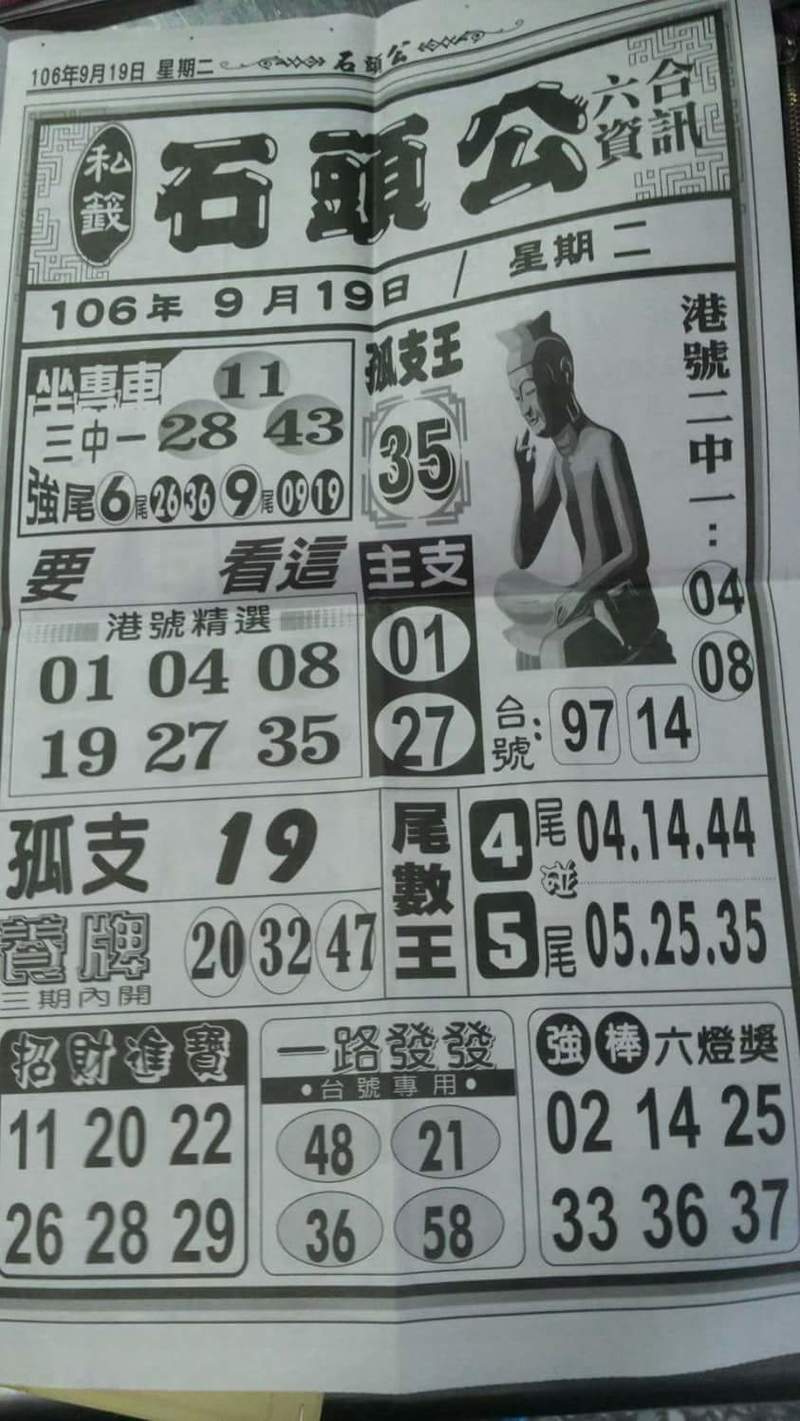 106年9月19日 星期二 石頭公
私籤 石頭公 六合資訊
106年 9月19日 / 星期二
坐專車 11
三中一 28 43
強尾 6尾 26 36 9尾 09 19
孤支王
35
港號二中一:
04
08
要 看這
港號精選
01 04 08
19 27 35
主支
01
27
台號: 97 14
孤支 19
養牌 20 32 47
三期內開
尾數王
4尾 04.14.44
5尾 05.25.35
招財進寶
11 20 22
26 28 29
一路發發
•台號專用•
48 21
36 58
強棒六燈獎
02 14 25
33 36 37